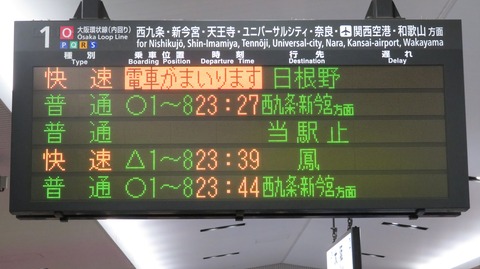 1 O 大阪環状線(内回り) 西九条・新今宮・天王寺・ユニバーサルシティ・奈良・関西空港・和歌山 方面
Osaka Loop Line
P Q R S for Nishikujō, Shin-Imamiya, Tennōji, Universal-city, Nara, Kansai-airport, Wakayama
種別 乗車位置 時刻 行先 遅れ
Type Boarding Position Departure Time Destination Delay
快速 電車がまいります 日根野
普通 ○1~8 23:27 西九条新今宮方面
普通 当駅止
快速 △1~8 23:39 鳳
普通 ○1~8 23:44 西九条新今宮方面